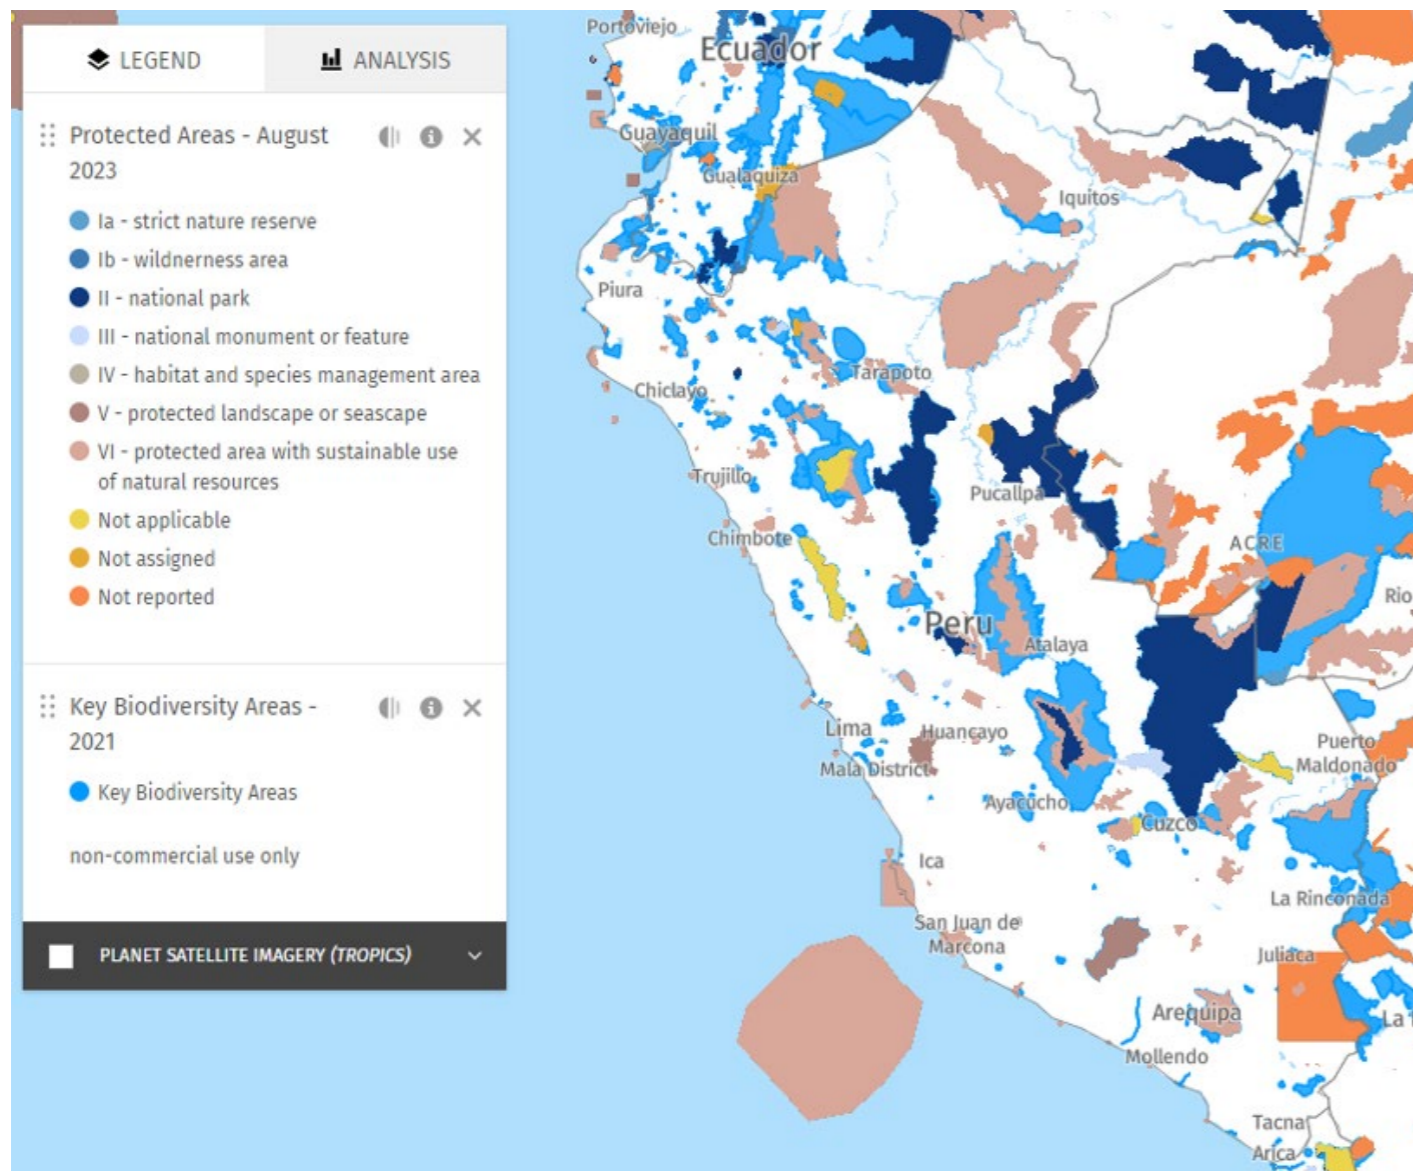 LEGEND
ANALYSIS
Protected Areas - August
2023
Ia - strict nature reserve
Ib - wildnerness area
II - national park
III - national monument or feature
IV - habitat and species management area
V - protected landscape or seascape
VI - protected area with sustainable use
of natural resources
Not applicable
Not assigned
Not reported
Key Biodiversity Areas -
2021
Key Biodiversity Areas
non-commercial use only
PLANET SATELLITE IMAGERY (TROPICS)
Portoviejo
Ecuador
Guayaquil
Gualaquiza
Iquitos
Piura
Tarapoto
Chiclayo
Trujillo
Pucallpa
Chimbote
ACRE
Rio
Peru
Atalaya
Lima
Huancayo
Puerto
Maldonado
Mala District
Ayacucho
Cuzco
Ica
La Rinconada
San Juan de
Marcona
Juliaca
Arequipa
La
Mollendo
Tacna
Arica